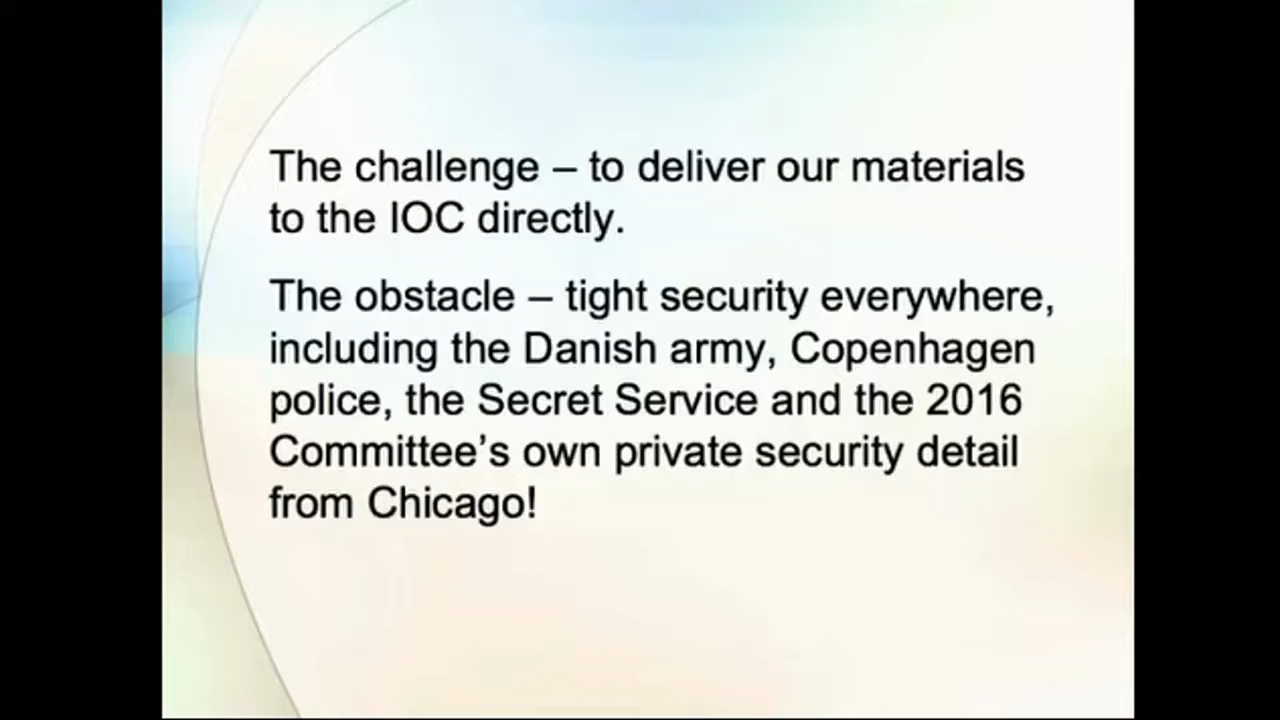 The challenge – to deliver our materials
to the IOC directly.
The obstacle – tight security everywhere,
including the Danish army, Copenhagen
police, the Secret Service and the 2016
Committee’s own private security detail
from Chicago!